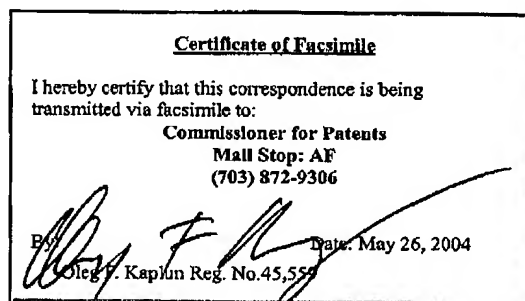 Certificate of Facsimile
I hereby certify that this correspondence is being
transmitted via facsimile to:
Commissioner for Patents
Mail Stop: AF
(703) 872-9306
By: Date: May 26, 2004
Oleg F. Kaplun Reg. No.45,559